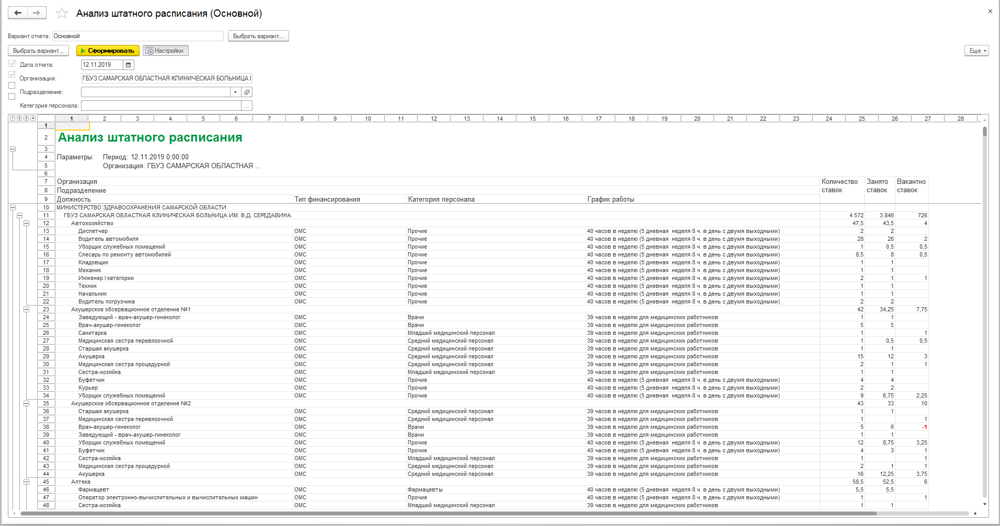 Анализ штатного расписания (Основной)
Вариант отчета: Основной Выбрать вариант...
Выбрать вариант... Сформировать Настройки Еще
Дата отчета: 12.11.2019
Организация: ГБУЗ САМАРСКАЯ ОБЛАСТНАЯ КЛИНИЧЕСКАЯ БОЛЬНИЦА I
Подразделение:
Категория персонала: ...
1 2 3 4 1 2 3 4 5 6 7 8 9 10 11 12 13 14 15 16 17 18 19 20 21 22 23 24 25 26 27 28
1
2 Анализ штатного расписания
3
4 Параметры: Период: 12.11.2019 0:00:00
5 Организация: ГБУЗ САМАРСКАЯ ОБЛАСТНАЯ ...
6
7 Организация Количество ставок Занято ставок Вакантно ставок
8 Подразделение
9 Должность Тип финансирования Категория персонала График работы
10 МИНИСТЕРСТВО ЗДРАВООХРАНЕНИЯ САМАРСКОЙ ОБЛАСТИ
11 ГБУЗ САМАРСКАЯ ОБЛАСТНАЯ КЛИНИЧЕСКАЯ БОЛЬНИЦА ИМ. В.Д. СЕРЕДАВИНА 4 572 3 846 726
12 Автохозяйство 47,5 43,5 4
13 Диспетчер ОМС Прочие 40 часов в неделю (5 дневная неделя 8 ч. в день с двумя выходными) 2 2
14 Водитель автомобиля ОМС Прочие 40 часов в неделю (5 дневная неделя 8 ч. в день с двумя выходными) 28 26 2
15 Уборщик служебных помещений ОМС Прочие 40 часов в неделю (5 дневная неделя 8 ч. в день с двумя выходными) 1 0,5 0,5
16 Слесарь по ремонту автомобилей ОМС Прочие 40 часов в неделю (5 дневная неделя 8 ч. в день с двумя выходными) 8,5 8 0,5
17 Кладовщик ОМС Прочие 40 часов в неделю (5 дневная неделя 8 ч. в день с двумя выходными) 1 1
18 Механик ОМС Прочие 40 часов в неделю (5 дневная неделя 8 ч. в день с двумя выходными) 1 1
19 Инженер I категории ОМС Прочие 40 часов в неделю (5 дневная неделя 8 ч. в день с двумя выходными) 2 1 1
20 Техник ОМС Прочие 40 часов в неделю (5 дневная неделя 8 ч. в день с двумя выходными) 1 1
21 Начальник ОМС Прочие 40 часов в неделю (5 дневная неделя 8 ч. в день с двумя выходными) 1 1
22 Водитель погрузчика ОМС Прочие 40 часов в неделю (5 дневная неделя 8 ч. в день с двумя выходными) 2 2
23 Акушерское обсервационное отделение №1 42 34,25 7,75
24 Заведующий - врач-акушер-гинеколог ОМС Врачи 39 часов в неделю для медицинских работников 1 1
25 Врач-акушер-гинеколог ОМС Врачи 39 часов в неделю для медицинских работников 5 5
26 Санитарка ОМС Младший медицинский персонал 39 часов в неделю для медицинских работников 1 1
27 Медицинская сестра перевязочной ОМС Средний медицинский персонал 39 часов в неделю для медицинских работников 1 0,5 0,5
28 Старшая акушерка ОМС Средний медицинский персонал 39 часов в неделю для медицинских работников 1 1
29 Акушерка ОМС Средний медицинский персонал 39 часов в неделю для медицинских работников 15 12 3
30 Медицинская сестра процедурной ОМС Средний медицинский персонал 39 часов в неделю для медицинских работников 2 1 1
31 Сестра-хозяйка ОМС Младший медицинский персонал 39 часов в неделю для медицинских работников 1 1
32 Буфетчик ОМС Прочие 40 часов в неделю (5 дневная неделя 8 ч. в день с двумя выходными) 4 4
33 Курьер ОМС Прочие 40 часов в неделю (5 дневная неделя 8 ч. в день с двумя выходными) 2 2
34 Уборщик служебных помещений ОМС Прочие 40 часов в неделю (5 дневная неделя 8 ч. в день с двумя выходными) 9 6,75 2,25
35 Акушерское обсервационное отделение №2 43 33 10
36 Старшая акушерка ОМС Средний медицинский персонал 39 часов в неделю для медицинских работников 1 1
37 Медицинская сестра перевязочной ОМС Средний медицинский персонал 39 часов в неделю для медицинских работников 1 1
38 Врач-акушер-гинеколог ОМС Врачи 39 часов в неделю для медицинских работников 5 6 -1
39 Заведующий - врач-акушер-гинеколог ОМС Врачи 39 часов в неделю для медицинских работников 1 1
40 Уборщик служебных помещений ОМС Прочие 40 часов в неделю (5 дневная неделя 8 ч. в день с двумя выходными) 12 8,75 3,25
41 Буфетчик ОМС Прочие 40 часов в неделю (5 дневная неделя 8 ч. в день с двумя выходными) 4 3 1
42 Сестра-хозяйка ОМС Младший медицинский персонал 39 часов в неделю для медицинских работников 1 1
43 Медицинская сестра процедурной ОМС Средний медицинский персонал 39 часов в неделю для медицинских работников 2 1 1
44 Акушерка ОМС Средний медицинский персонал 39 часов в неделю для медицинских работников 16 12,25 3,75
45 Аптека 58,5 52,5 6
46 Фармацевт ОМС Фармацевты 40 часов в неделю (5 дневная неделя 8 ч. в день с двумя выходными) 5,5 5,5
47 Оператор электронно-вычислительных и вычислительных машин ОМС Прочие 40 часов в неделю (5 дневная неделя 8 ч. в день с двумя выходными) 1 1
48 Сестра-хозяйка ОМС Младший медицинский персонал 39 часов в неделю для медицинских работников 1 1